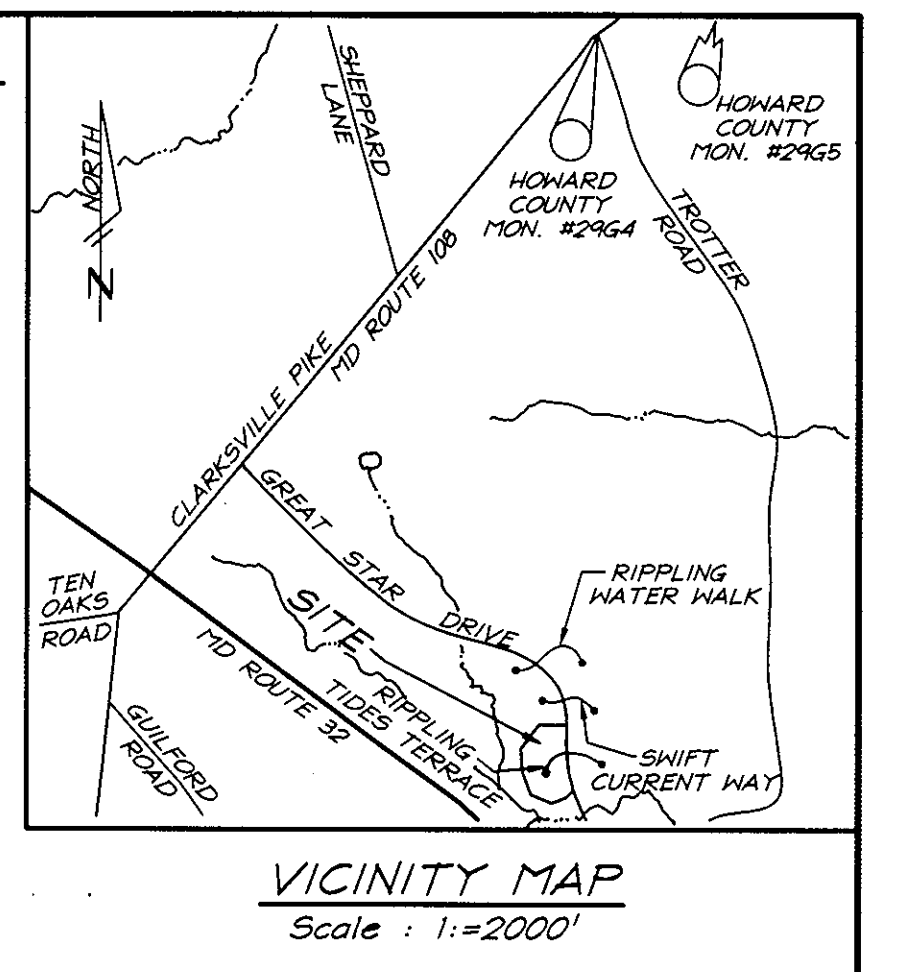 SHEPPARD
LANE
HOWARD
COUNTY
MON. #29G5
NORTH
N
HOWARD
COUNTY
MON. #29G4
TROTTER
ROAD
CLARKSVILLE PIKE
MD ROUTE 108
GREAT STAR DRIVE
TEN
OAKS
ROAD
SITE
RIPPLING
WATER WALK
MD ROUTE 32
RIPPLING
TIDES TERRACE
GUILFORD
ROAD
SWIFT
CURRENT WAY
VICINITY MAP
Scale : 1:=2000'